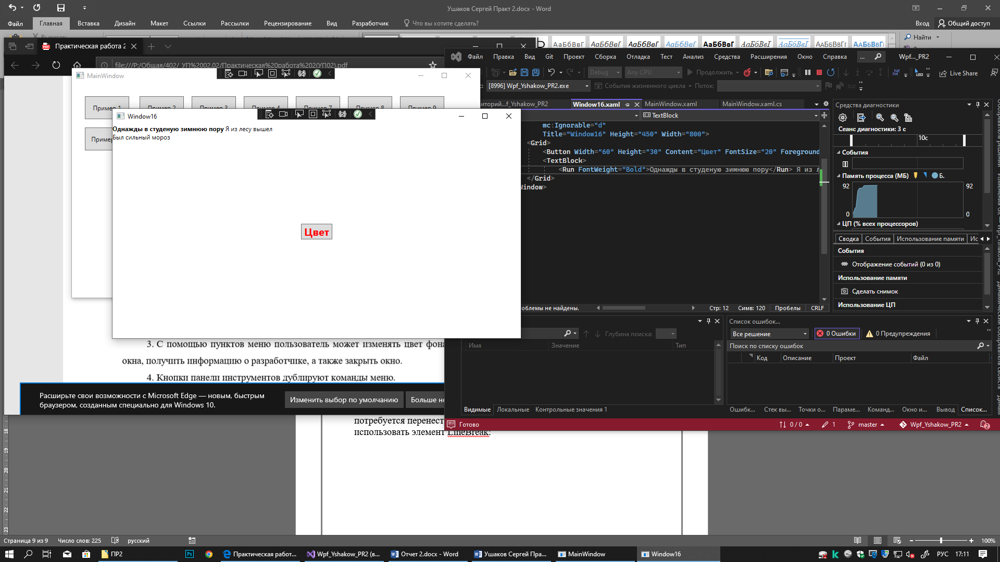 Ушаков Сергей Практ 2.docx - Word
Файл Главная Вставка Дизайн Макет Ссылки Рассылки Рецензирование Вид Разработчик Что вы хотите сделать? Вход Общий доступ
АаБбВвГ АаБбВвГ АаБбВвГ АаБбВвГ АаБбВвГ АаБбВвГ АаБбВвГ АаБбВвГг АаБбВвГг Найти
Практическая работа 2
file:///P:/Общая/402/_УП%2002.02/Практическая%20работа%202(УП02).pdf
Файл Правка Вид Git Проект Сборка Отладка Тест Анализ Средства Расширения Окно Справка ... Wpf..._PR2
Debug Any CPU Продолжить Live Share
[8996] Wpf_Yshakow_PR2.exe События жизненного цикла Поток:
MainWindow
Пример 1 Пример 2 Пример 3 Пример 4 Пример 7 Пример 8 Пример 9
Пример
Window16
Однажды в студеную зимнюю пору Я из лесу вышел
Был сильный мороз
Цвет
Window16.xaml MainWindow.xaml MainWindow.xaml.cs
TextBlock
mc:Ignorable="d"
Title="Window16" Height="450" Width="800">
<Grid>
<Button Width="60" Height="30" Content="Цвет" FontSize="20" Foreground
<TextBlock>
<Run FontWeight="Bold">Однажды в студеную зимнюю пору</Run> Я из л
</Grid>
Window>
облемы не найдены. Стр: 12 Симв: 120 Пробелы CRLF
Средства диагностики
Сеанс диагностики: 3 с
10с
События
Память процесса (МБ) Б..
92 92
0 0
ЦП (% всех процессоров)
Сводка События Использование памяти Ис
События
Отображение событий (0 из 0)
Использование памяти
Сделать снимок
Использование ЦП
Глубина поиска:
Имя Значение Тип
Видимые Локальные Контрольные значения 1
Список ошибок...
Все решение 0 Ошибки 0 Предупреждения
Поиск по списку ошибок
Код Описание Проект Файл
Ошибк... Стек вы... Точки о... Параме... Команд... Окно и... Вывод Список...
Готово 0 / 0 1 master Wpf_Yshakow_PR2 2
3. С помощью пунктов меню пользователь может изменять цвет фона
окна, получить информацию о разработчике, а также закрыть окно.
4. Кнопки панели инструментов дублируют команды меню.
Расширьте свои возможности с Microsoft Edge — новым, быстрым
браузером, созданным специально для Windows 10.
Изменить выбор по умолчанию Больше не
потребуется перенест
использовать элемент LineBreak:
18
19
20
21
22
23
Страница 9 из 9 Число слов: 225 русский 100%
ПР2 Практическая работ... Wpf_Yshakow_PR2 (в... Отчет 2.docx - Word Ушаков Сергей Пра... MainWindow Window16 РУС 17:11